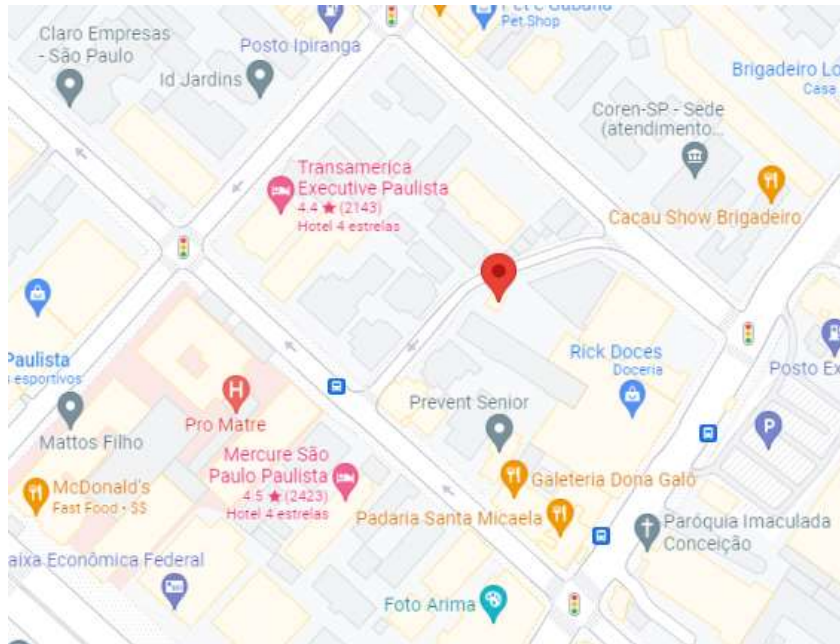 Claro Empresas
- São Paulo
Posto Ipiranga
Id Jardins
Pet Shop
Brigadeiro Lo
Casa
Coren-SP - Sede
(atendimento...
Transamerica
Executive Paulista
4.4 ★ (2143)
Hotel 4 estrelas
Cacau Show Brigadeiro
Paulista
s esportivos
Rick Doces
Doceria
Posto Ex
Pro Matre
H
Prevent Senior
P
Mattos Filho
Mercure São
Paulo Paulista
4.5 ★ (2423)
Hotel 4 estrelas
McDonald's
Fast Food · $$
Galeteria Dona Galó
Padaria Santa Micaela
Paróquia Imaculada
Conceição
aixa Econômica Federal
Foto Arima